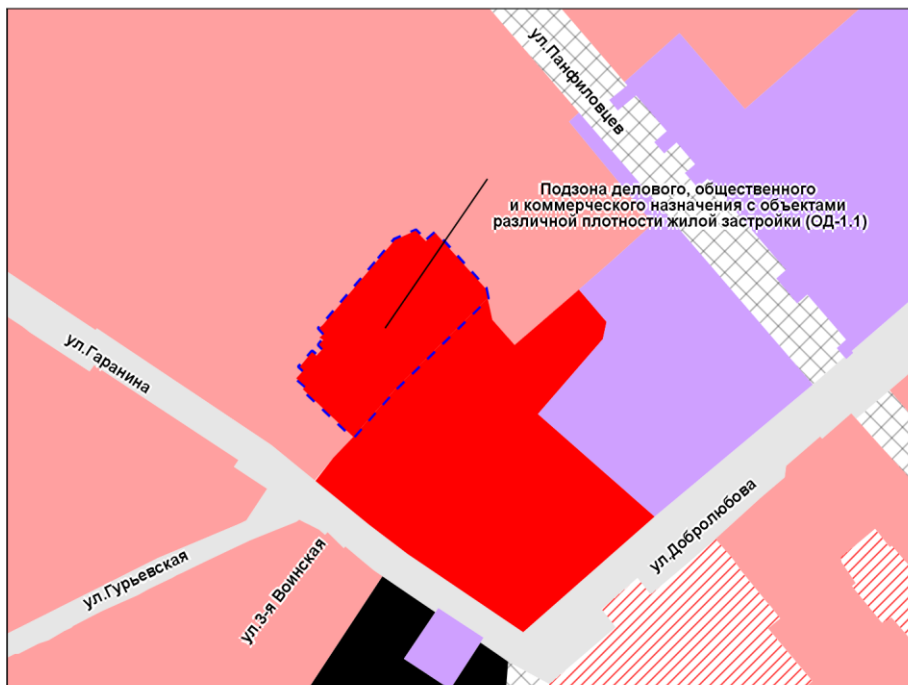 ул.Панфиловцев
Подзона делового, общественного
и коммерческого назначения с объектами
различной плотности жилой застройки (ОД-1.1)
ул.Гаранина
ул.Добролюбова
ул.Гурьевская
ул.3-я Воинская